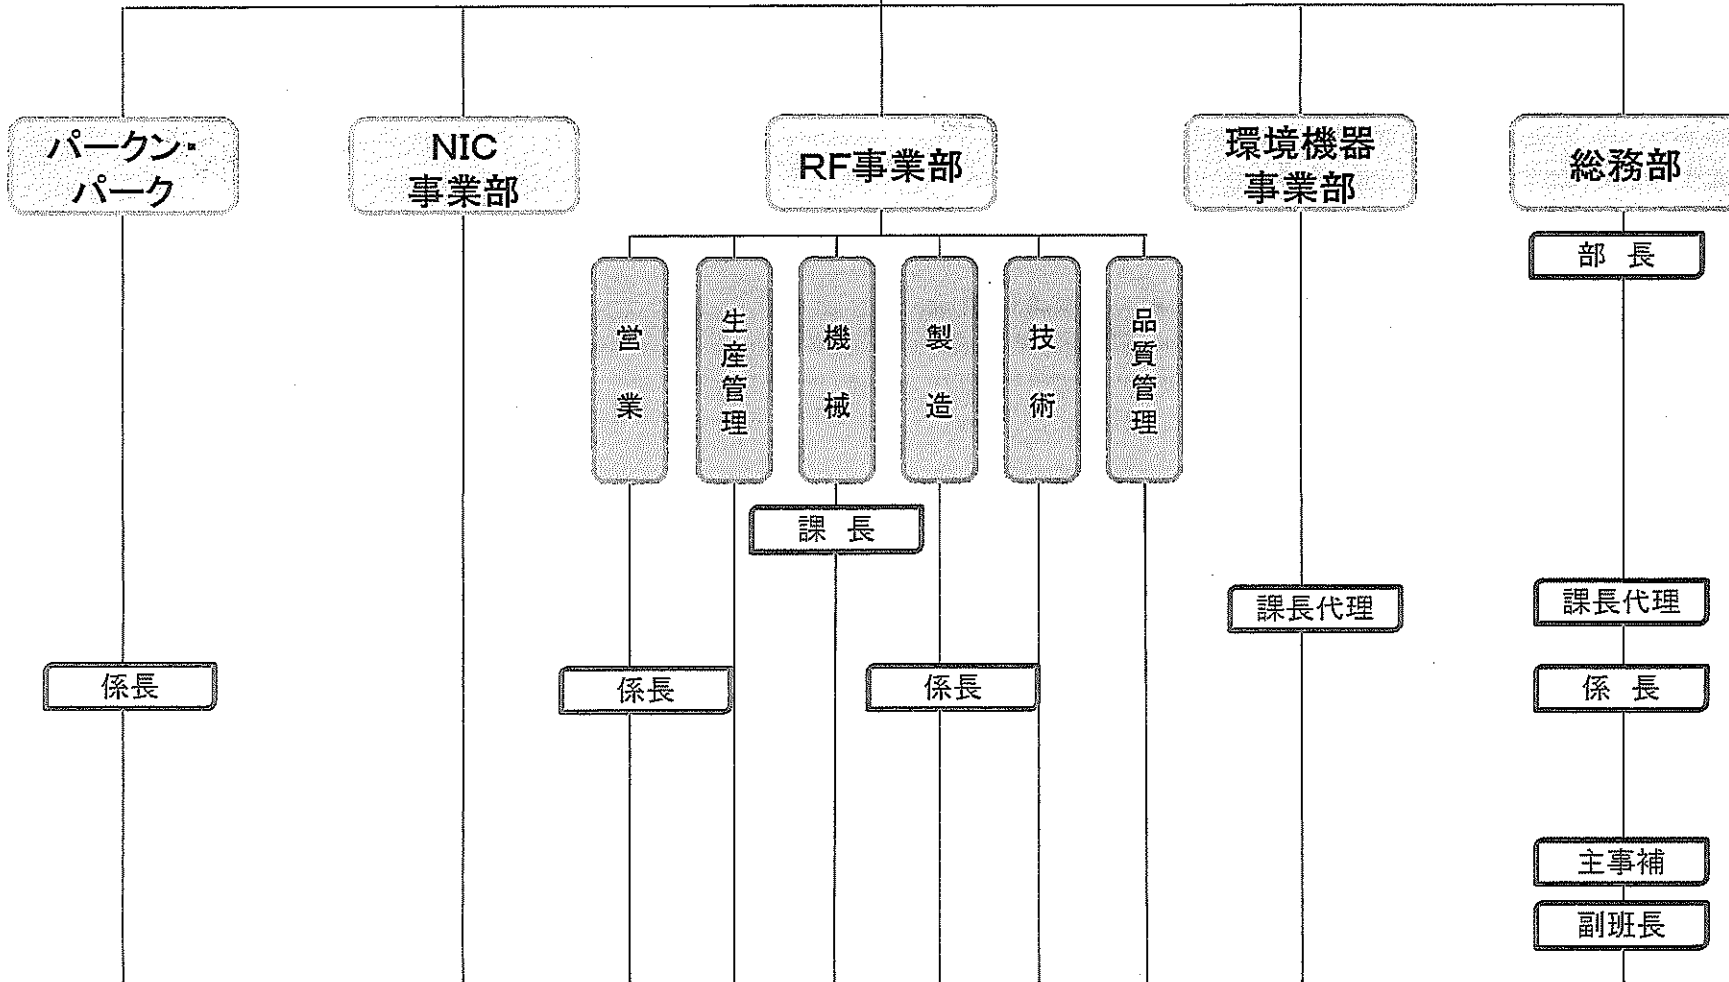 パークン・
パーク
NIC
事業部
RF事業部
環境機器
事業部
総務部
部 長
営業
生産管理
機械
製造
技術
品質管理
課 長
課長代理
課長代理
係長
係長
係長
係 長
主事補
副班長